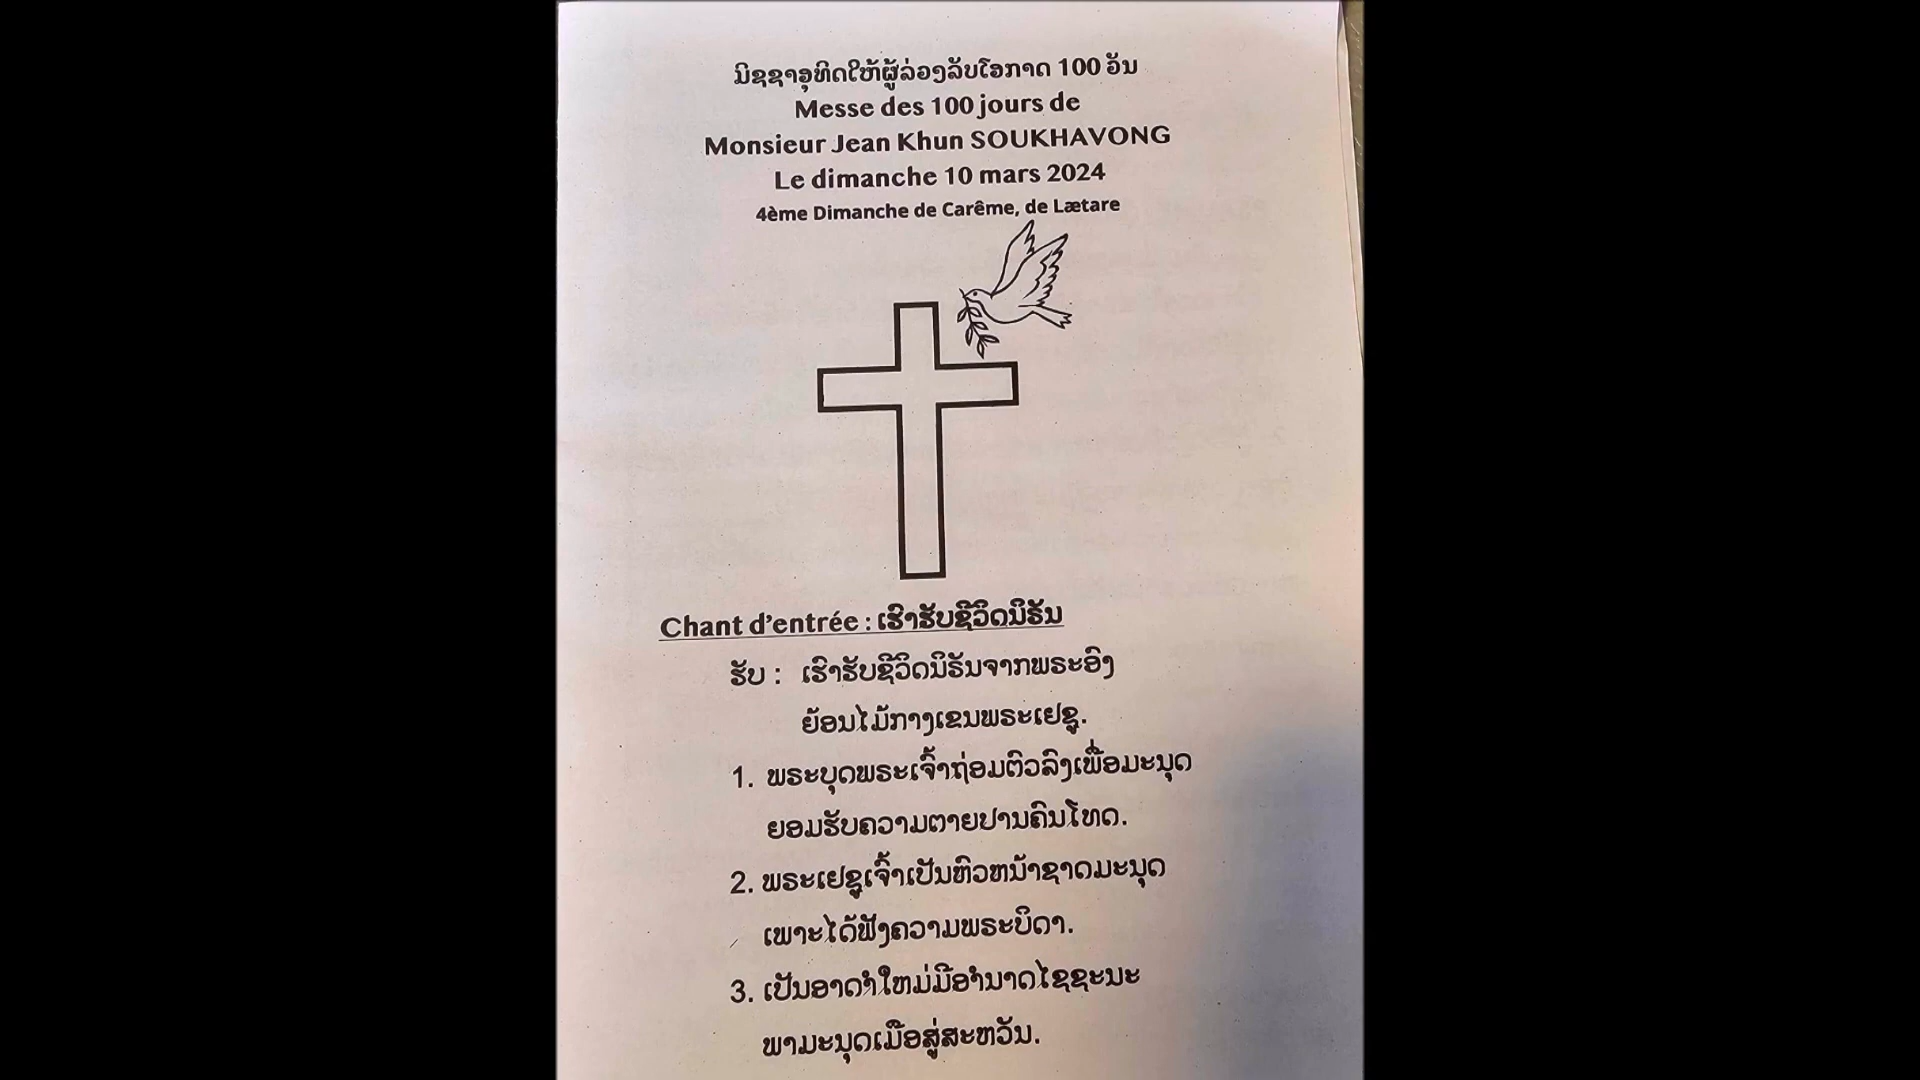 ມິຊຊາອຸທິດໃຫ້ຜູ້ລ່ວງລັບໂອກາດ 100 ວັນ
Messe des 100 jours de
Monsieur Jean Khun SOUKHAVONG
Le dimanche 10 mars 2024
4ème Dimanche de Carême, de Lætare
Chant d’entrée : ເຮົາຮັບຊີວິດນິຣັນ
ຮັບ : ເຮົາຮັບຊີວິດນິຣັນຈາກພຣະອົງ
ຍ້ອນໄມ້ກາງເຂນພຣະເຢຊູ.
1. ພຣະບຸດພຣະເຈົ້າຖ່ອມຕົວລົງເພື່ອມະນຸດ
ຍອມຮັບຄວາມຕາຍປານຄົນໂທດ.
2. ພຣະເຢຊູເຈົ້າເປັນຫົວຫນ້າຊາດມະນຸດ
ເພາະໄດ້ຟັງຄວາມພຣະບິດາ.
3. ເປັນອາດຳໃຫມ່ມີອຳນາດໄຊຊະນະ
ພາມະນຸດເມືອສູ່ສະຫວັນ.